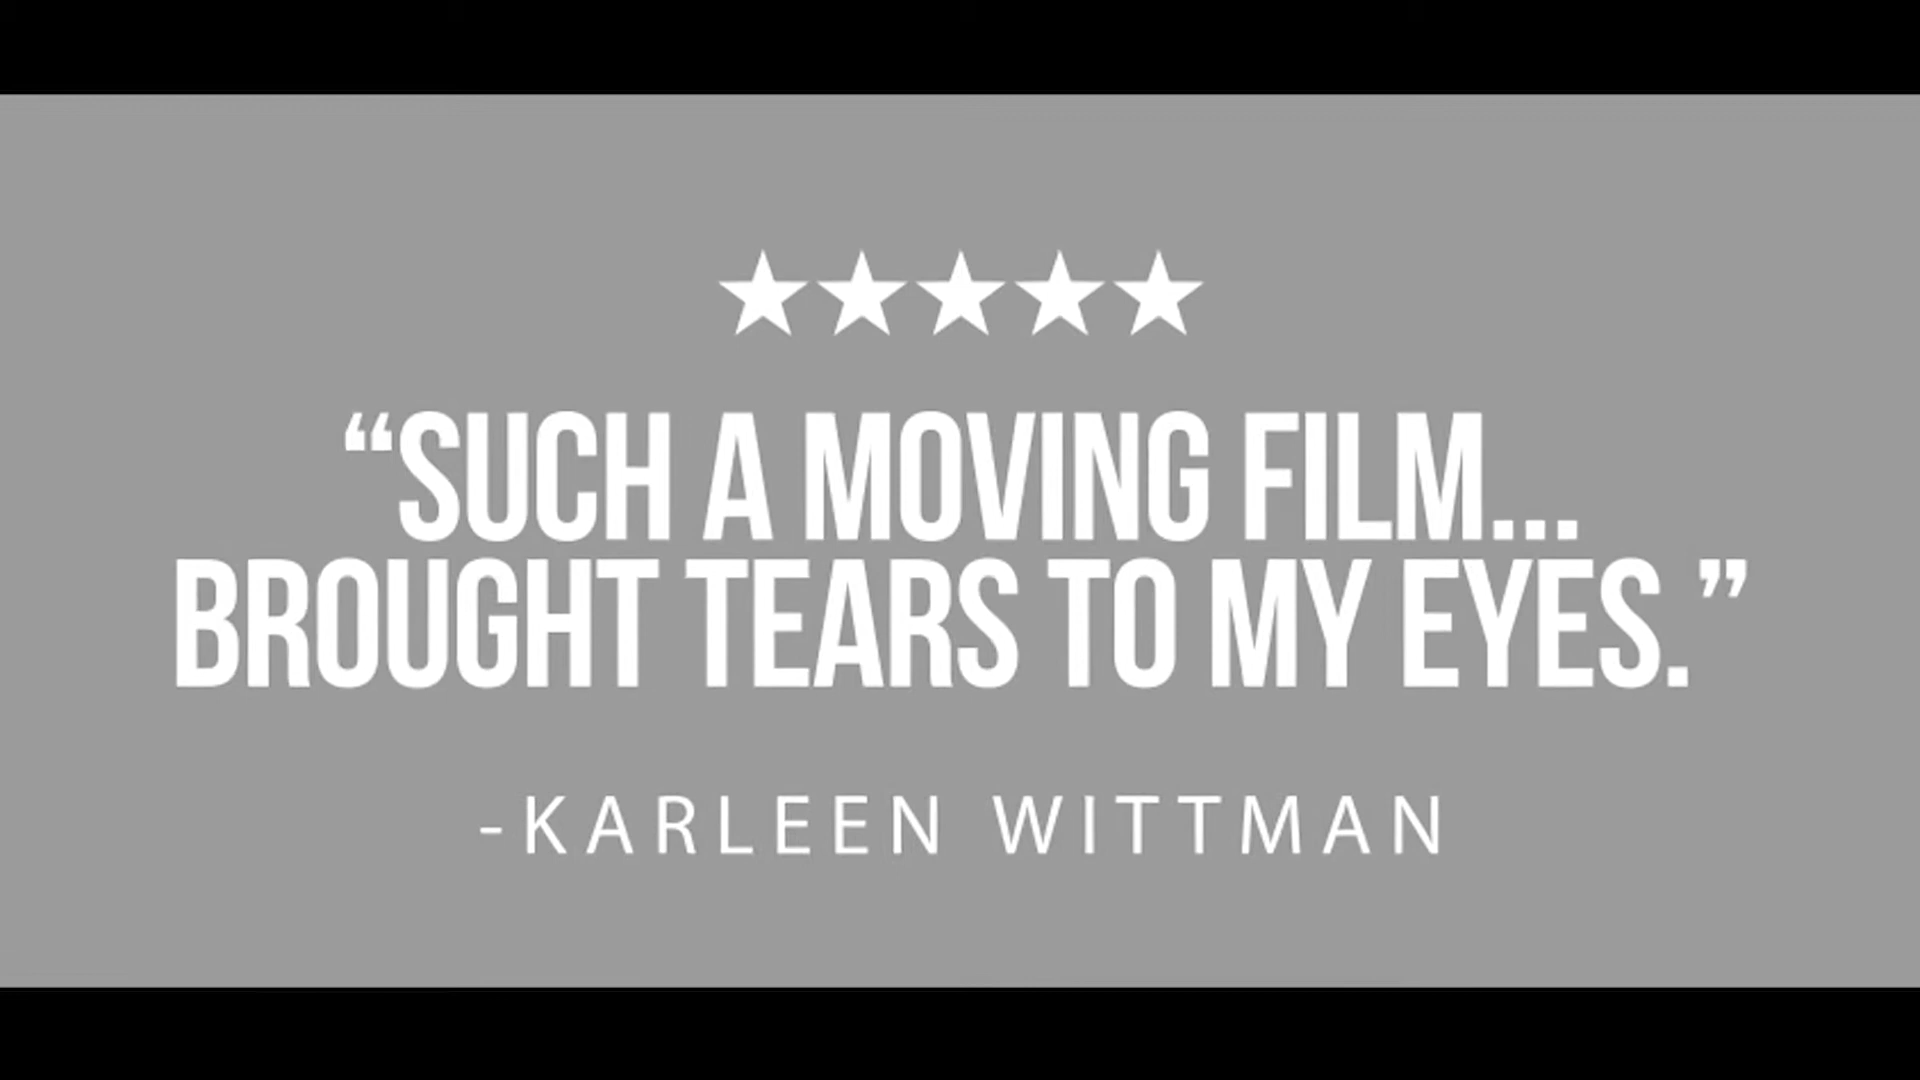 “SUCH A MOVING FILM...
BROUGHT TEARS TO MY EYES.”
-KARLEEN WITTMAN